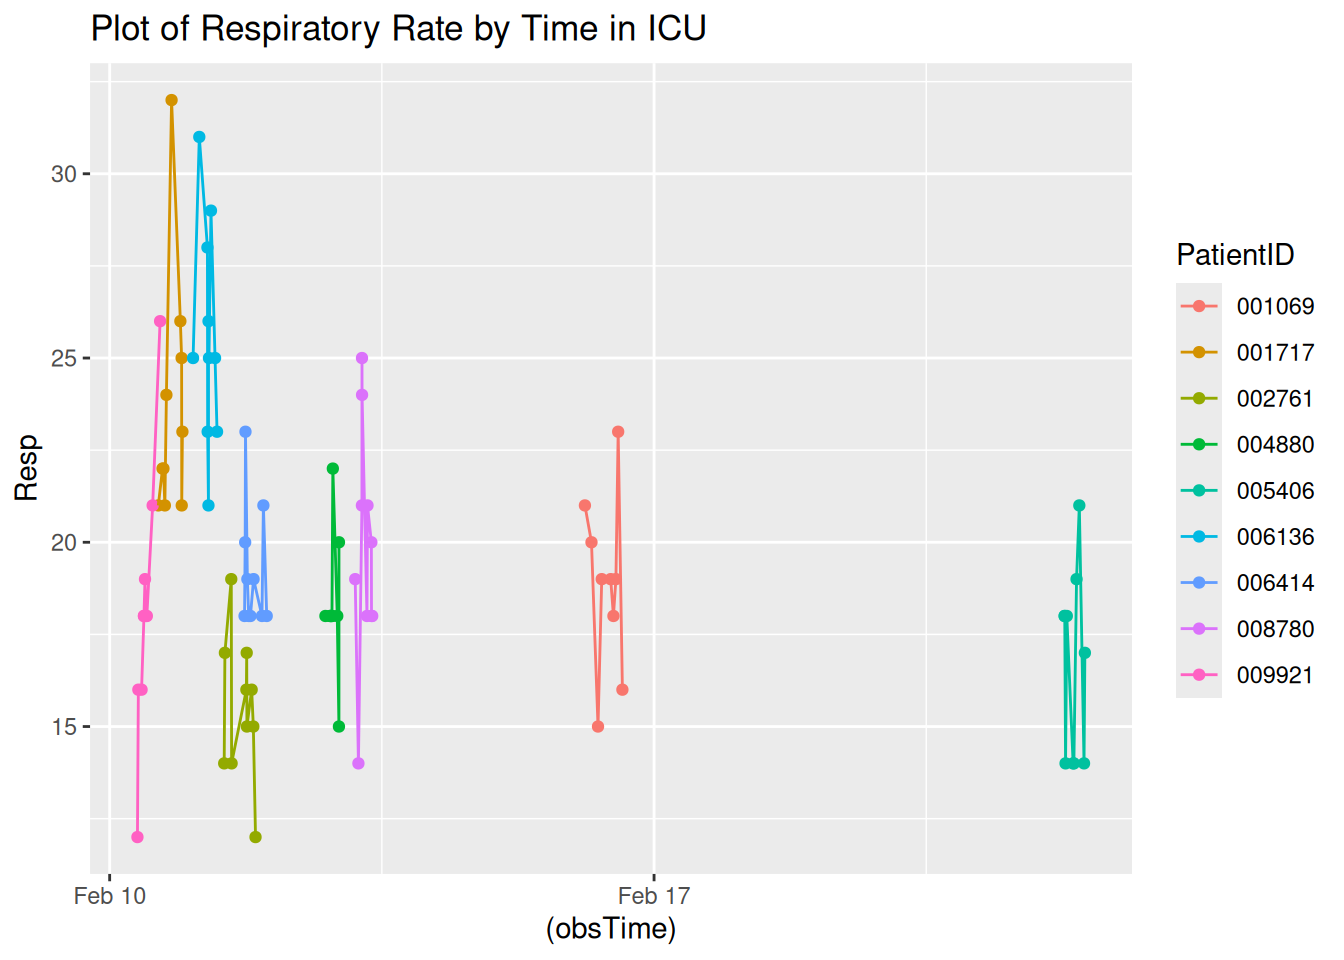 Plot of Respiratory Rate by Time in ICU
Resp
30
25
20
15
Feb 10
Feb 17
(obsTime)
PatientID
001069
001717
002761
004880
005406
006136
006414
008780
009921